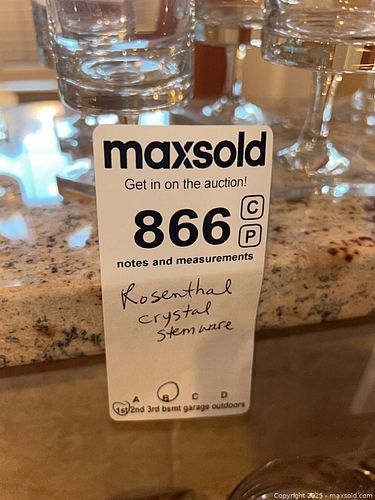 maxsold
Get in on the auction!
866 C
P
notes and measurements
Rosenthal
crystal
stemware
A B C D
1st 2nd 3rd bsmt garage outdoors
Copyright 2025 - maxsold.com